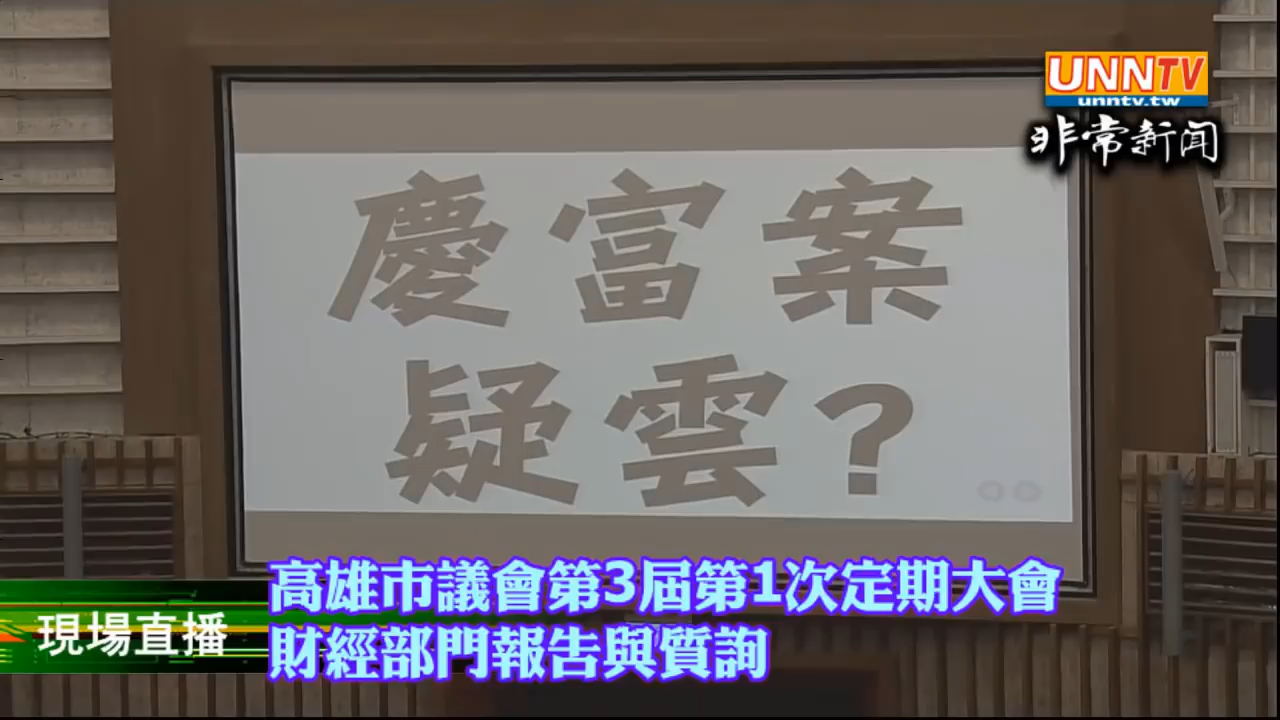 UNNTV
unntv.tw
非常新闻
慶富案
疑雲?
高雄市議會第3屆第1次定期大會
現場直播
財經部門報告與質詢